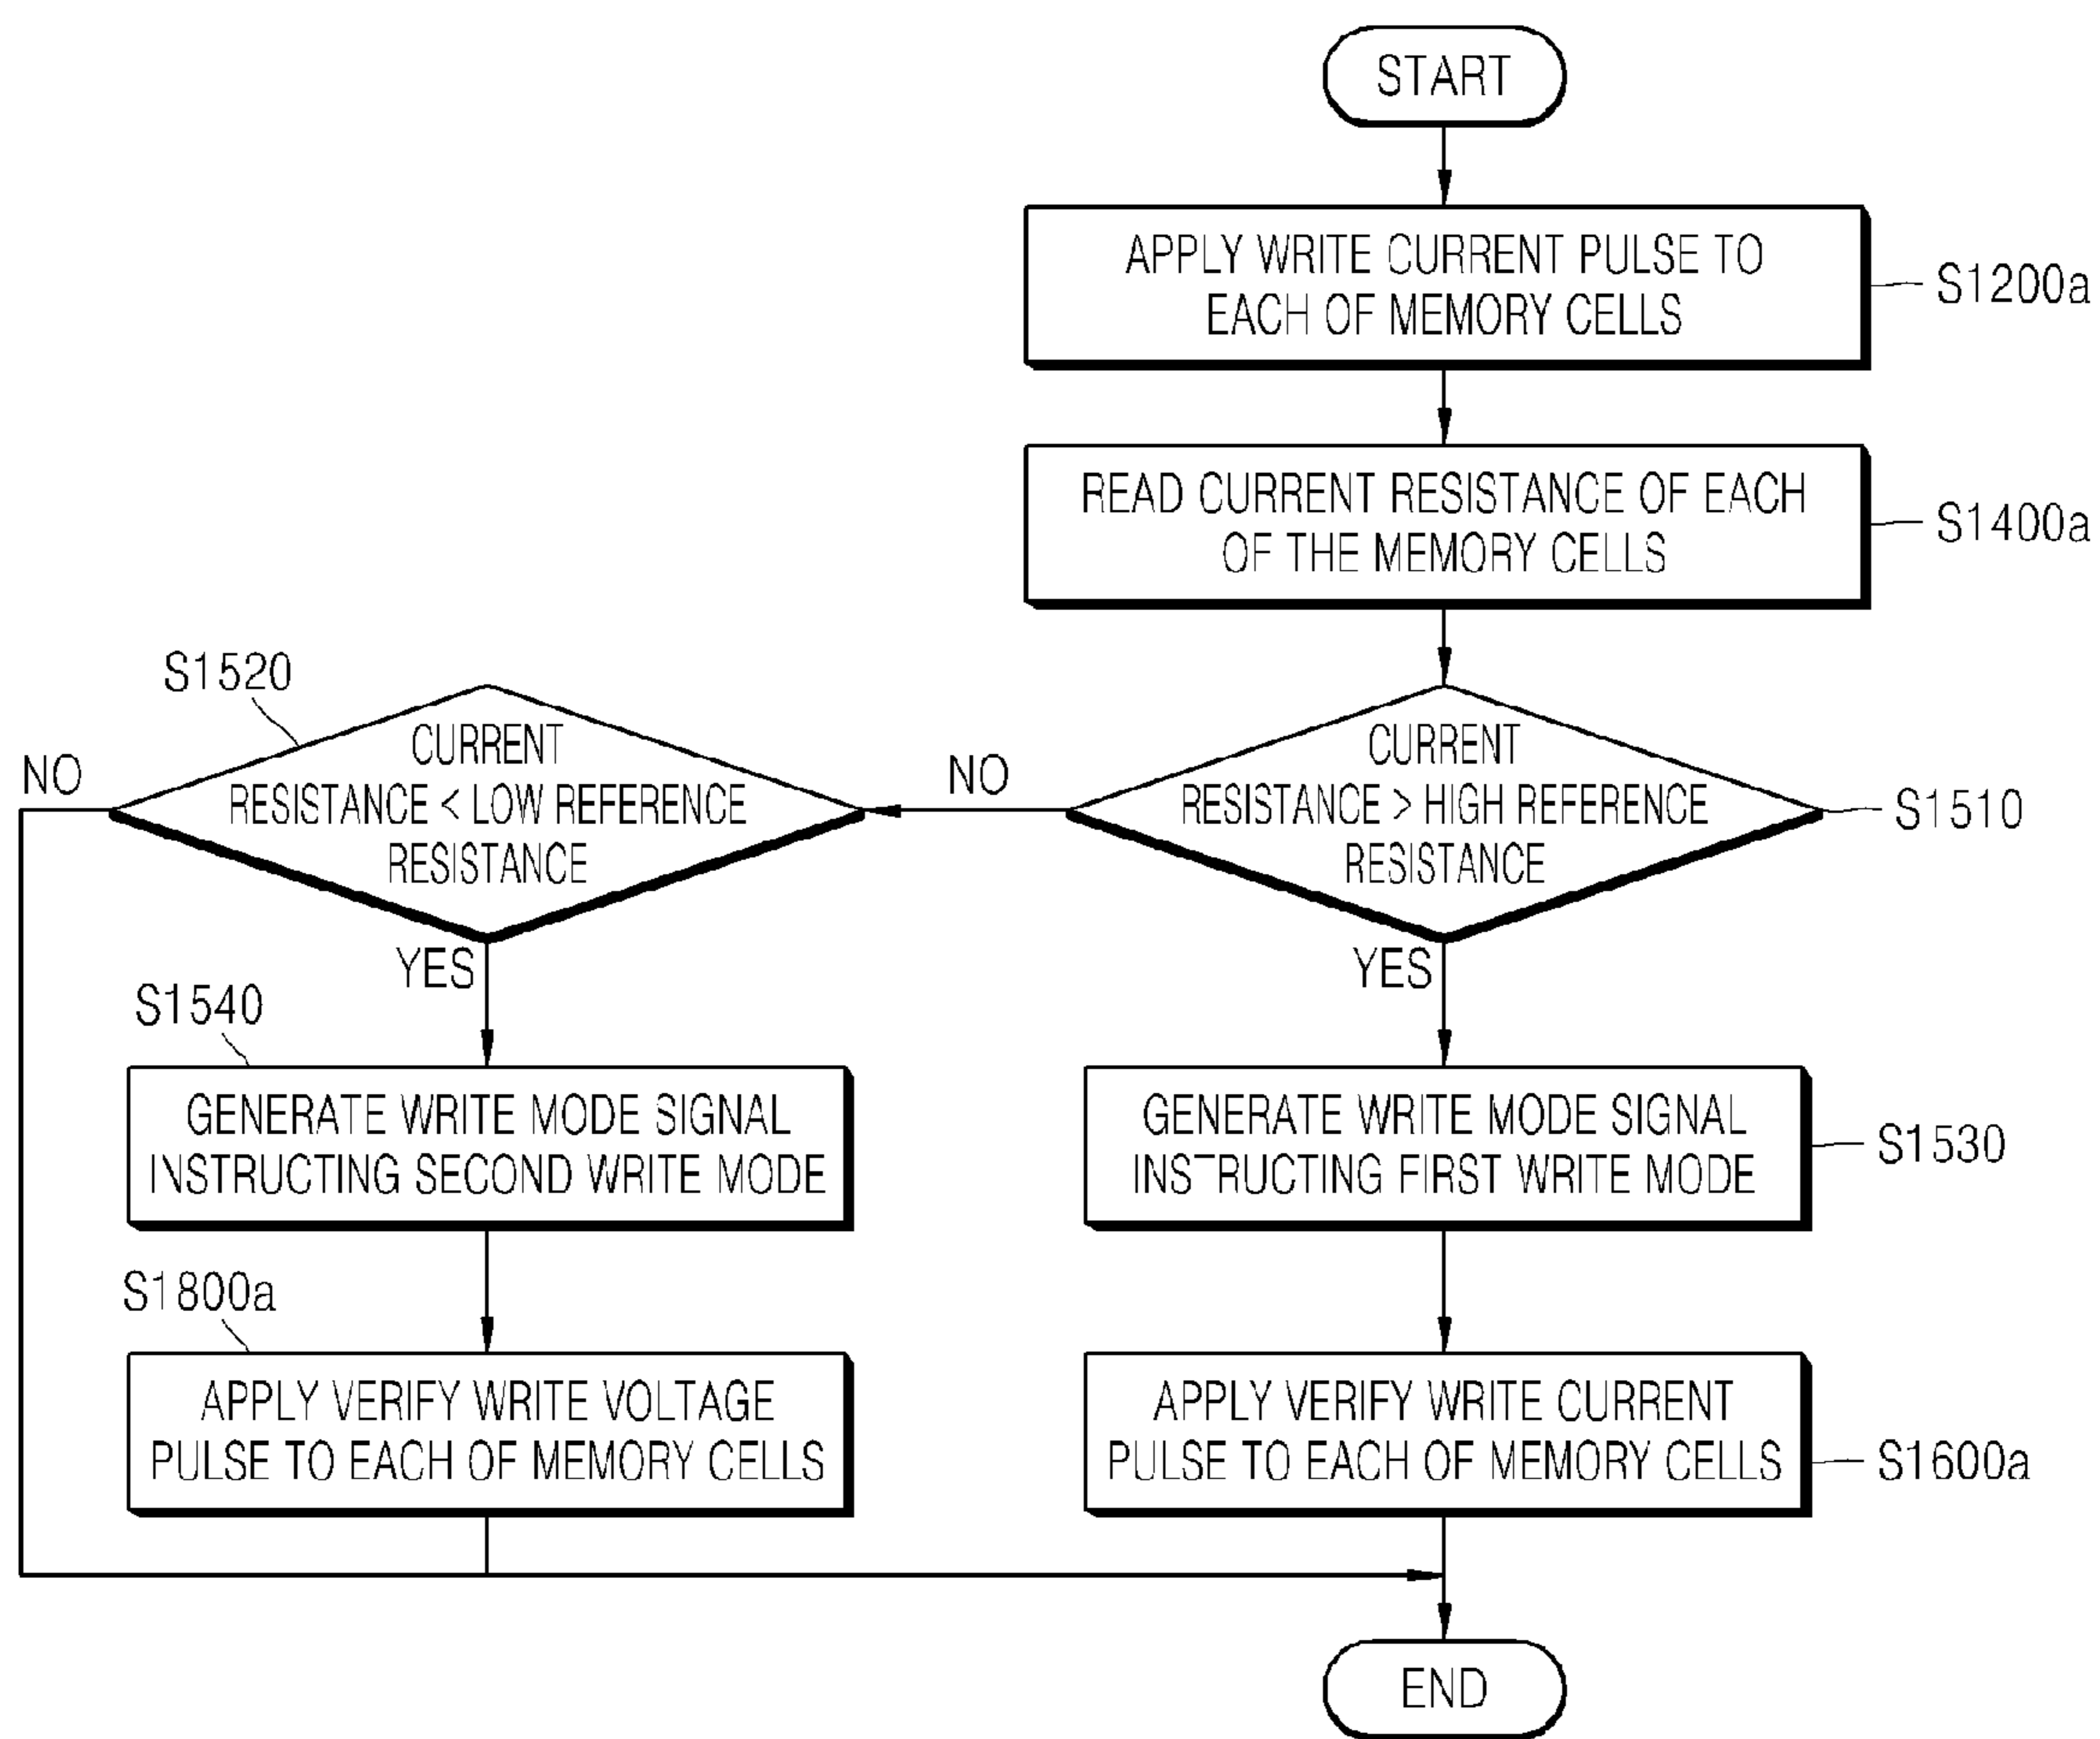 START
APPLY WRITE CURRENT PULSE TO
EACH OF MEMORY CELLS
S1200a
READ CURRENT RESISTANCE OF EACH
OF THE MEMORY CELLS
S1400a
S1520
CURRENT
RESISTANCE < LOW REFERENCE
RESISTANCE
NO
YES
NO
CURRENT
RESISTANCE > HIGH REFERENCE
RESISTANCE
S1510
YES
S1540
GENERATE WRITE MODE SIGNAL
INSTRUCTING SECOND WRITE MODE
GENERATE WRITE MODE SIGNAL
INSTRUCTING FIRST WRITE MODE
S1530
S1800a
APPLY VERIFY WRITE VOLTAGE
PULSE TO EACH OF MEMORY CELLS
APPLY VERIFY WRITE CURRENT
PULSE TO EACH OF MEMORY CELLS
S1600a
END